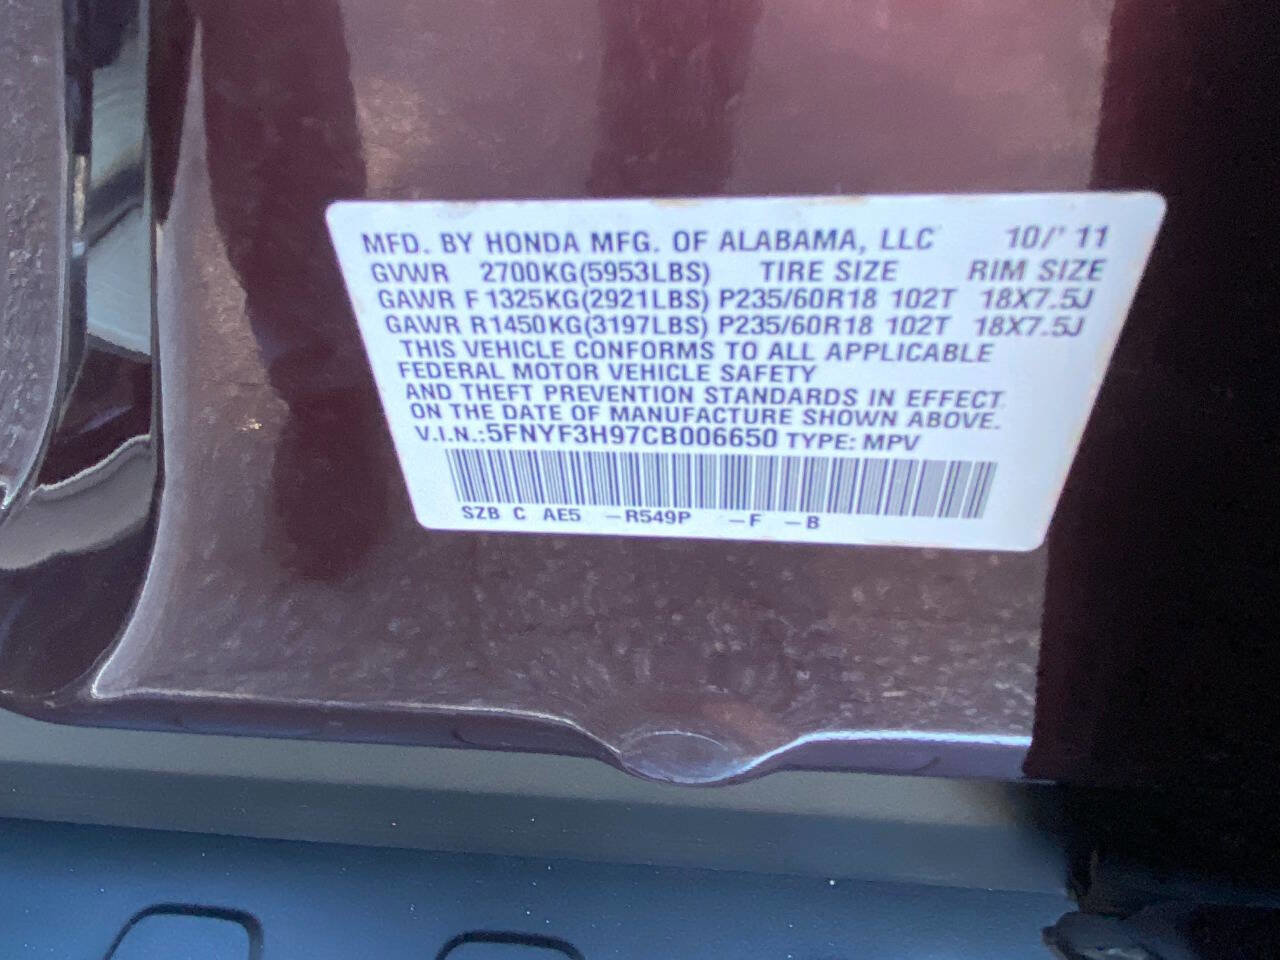 MFD. BY HONDA MFG. OF ALABAMA, LLC 10/'11
GVWR 2700KG(5953LBS) TIRE SIZE RIM SIZE
GAWR F 1325KG(2921LBS) P235/60R18 102T 18X7.5J
GAWR R1450KG(3197LBS) P235/60R18 102T 18X7.5J
THIS VEHICLE CONFORMS TO ALL APPLICABLE
FEDERAL MOTOR VEHICLE SAFETY
AND THEFT PREVENTION STANDARDS IN EFFECT
ON THE DATE OF MANUFACTURE SHOWN ABOVE.
V.I.N.:5FNYF3H97CB006650 TYPE: MPV
SZB C AE5 -R549P -F -B